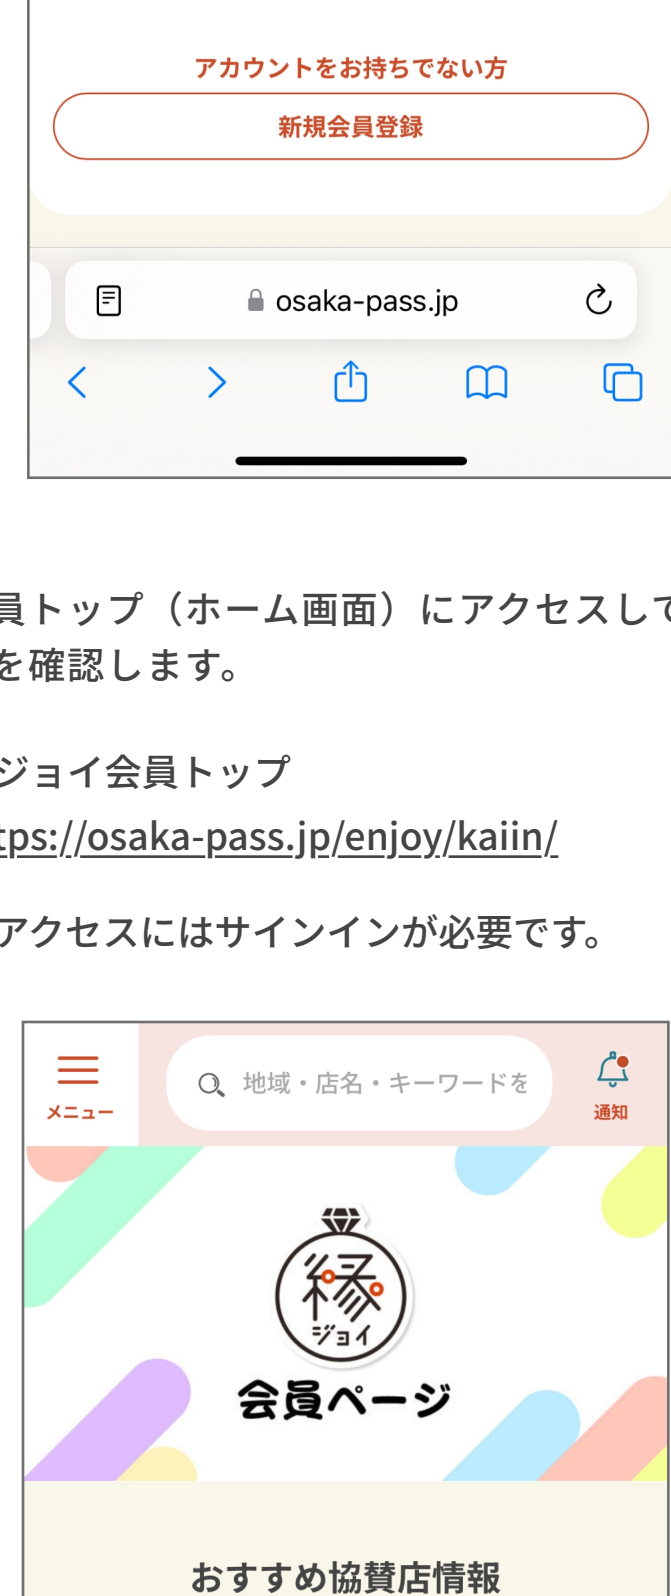 アカウントをお持ちでない方
新規会員登録
osaka-pass.jp
員トップ（ホーム画面）にアクセスして
を確認します。
ジョイ会員トップ
tps://osaka-pass.jp/enjoy/kaiin/
アクセスにはサインインが必要です。
メニュー
地域・店名・キーワードを
通知
縁
ジョイ
会員ページ
おすすめ協賛店情報